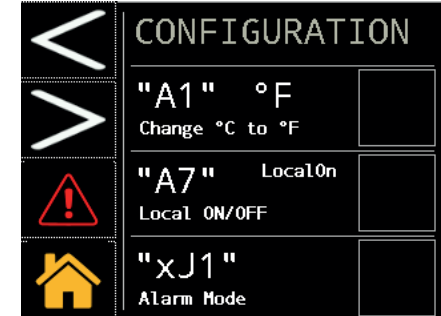 CONFIGURATION
"A1" °F
Change °C to °F
"A7" LocalOn
Local ON/OFF
"xJ1"
Alarm Mode